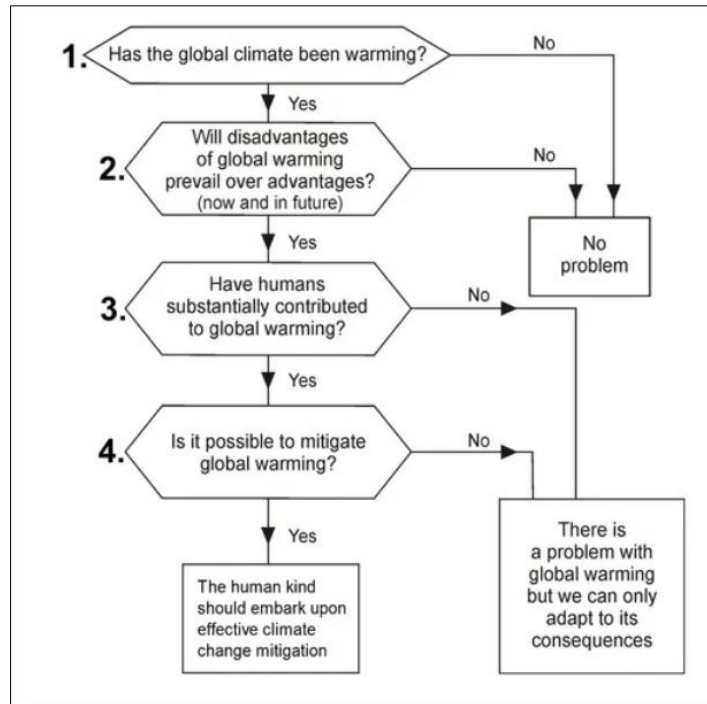 1.
Has the global climate been warming?
No
Yes
2.
Will disadvantages
of global warming
prevail over advantages?
(now and in future)
No
Yes
No
problem
3.
Have humans
substantially contributed
to global warming?
No
Yes
4.
Is it possible to mitigate
global warming?
No
Yes
The human kind
should embark upon
effective climate
change mitigation
There is
a problem with
global warming
but we can only
adapt to its
consequences